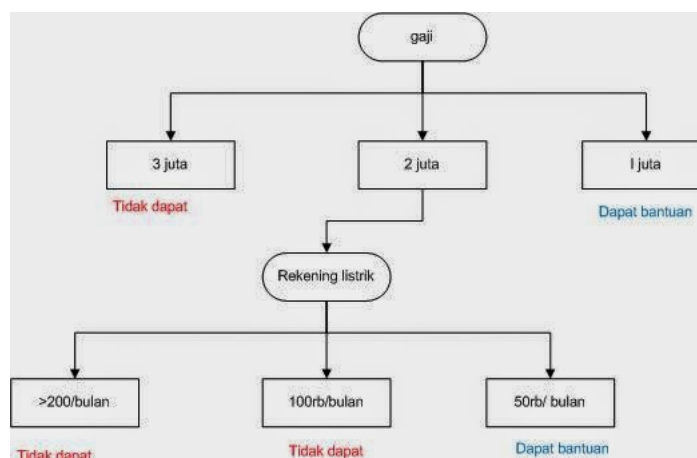 gaji
3 juta
2 juta
I juta
Tidak dapat
Dapat bantuan
Rekening listrik
>200/bulan
100rb/bulan
50rb/ bulan
Tidak dapat
Tidak dapat
Dapat bantuan